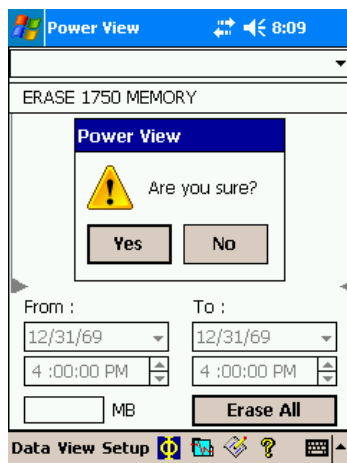 Power View 8:09
ERASE 1750 MEMORY
Power View
Are you sure?
Yes No
From : To :
12/31/69 12/31/69
4 :00:00 PM 4 :00:00 PM
MB Erase All
Data View Setup Φ ?